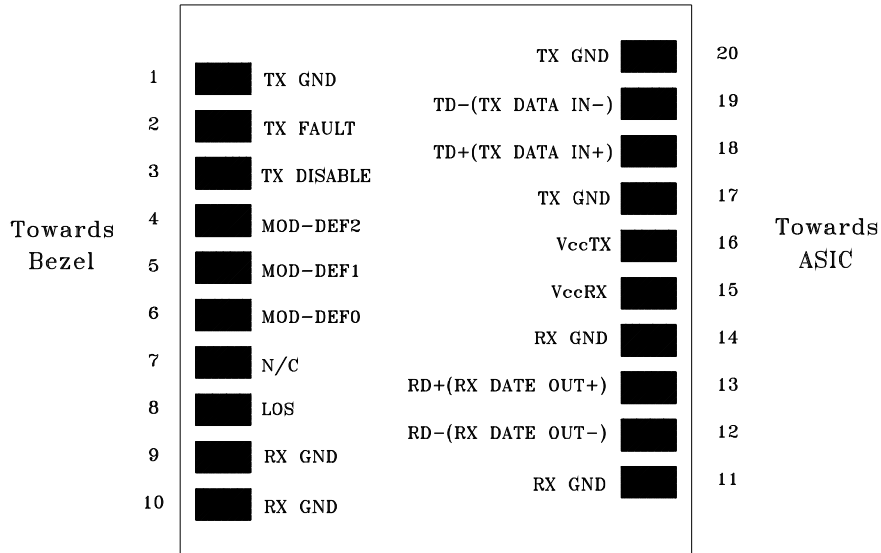 1 TX GND
2 TX FAULT
3 TX DISABLE
4 MOD-DEF2
5 MOD-DEF1
6 MOD-DEF0
7 N/C
8 LOS
9 RX GND
10 RX GND
Towards
Bezel
TX GND 20
TD-(TX DATA IN-) 19
TD+(TX DATA IN+) 18
TX GND 17
VccTX 16
VccRX 15
RX GND 14
RD+(RX DATE OUT+) 13
RD-(RX DATE OUT-) 12
RX GND 11
Towards
ASIC